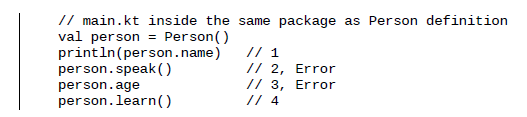 // main.kt inside the same package as Person definition
val person = Person()
println(person.name)   // 1
person.speak()         // 2, Error
person.age             // 3, Error
person.learn()         // 4